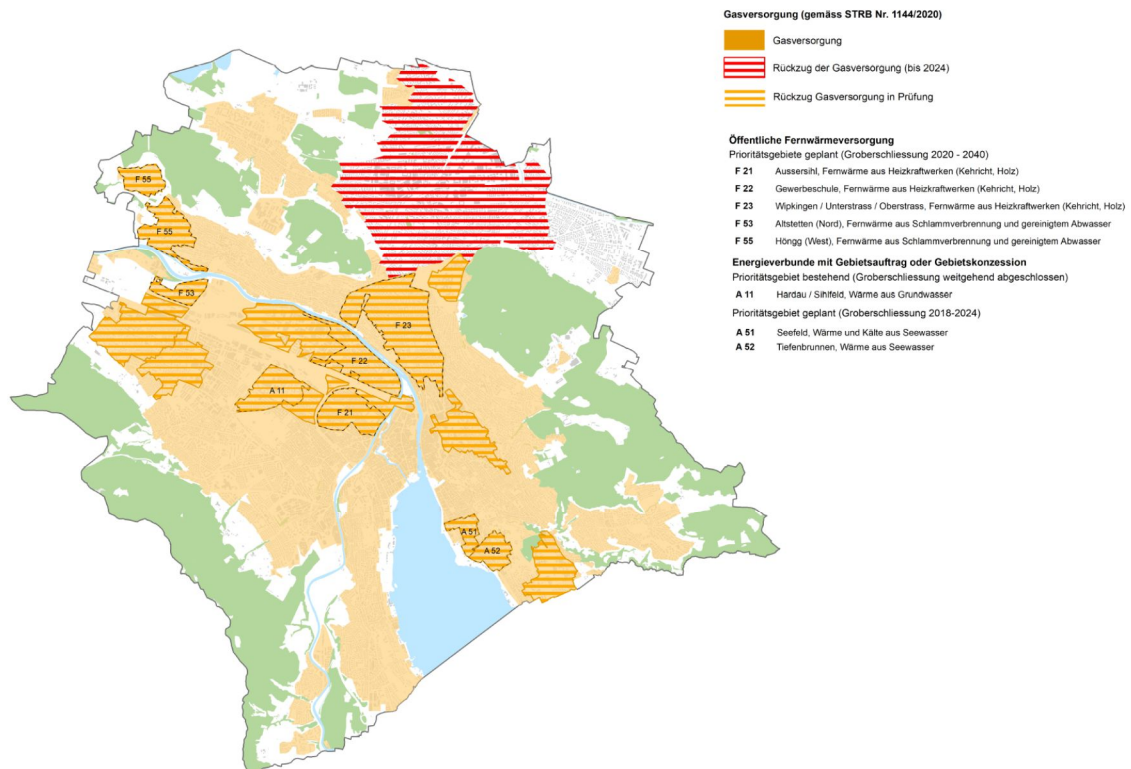 Gasversorgung (gemäss STRB Nr. 1144/2020)
Gasversorgung
Rückzug der Gasversorgung (bis 2024)
Rückzug Gasversorgung in Prüfung
Öffentliche Fernwärmeversorgung
Prioritätsgebiete geplant (Groberschliessung 2020 - 2040)
F 21 Aussersihl, Fernwärme aus Heizkraftwerken (Kehricht, Holz)
F 22 Gewerbeschule, Fernwärme aus Heizkraftwerken (Kehricht, Holz)
F 23 Wipkingen / Unterstrass / Oberstrass, Fernwärme aus Heizkraftwerken (Kehricht, Holz)
F 53 Altstetten (Nord), Fernwärme aus Schlammverbrennung und gereinigtem Abwasser
F 55 Höngg (West), Fernwärme aus Schlammverbrennung und gereinigtem Abwasser
Energieverbunde mit Gebietsauftrag oder Gebietskonzession
Prioritätsgebiet bestehend (Groberschliessung weitgehend abgeschlossen)
A 11 Hardau / Sihlfeld, Wärme aus Grundwasser
Prioritätsgebiet geplant (Groberschliessung 2018-2024)
A 51 Seefeld, Wärme und Kälte aus Seewasser
A 52 Tiefenbrunnen, Wärme aus Seewasser
F 55
F 55
F 53
F 23
F 22
A 11
F 21
A 51
A 52